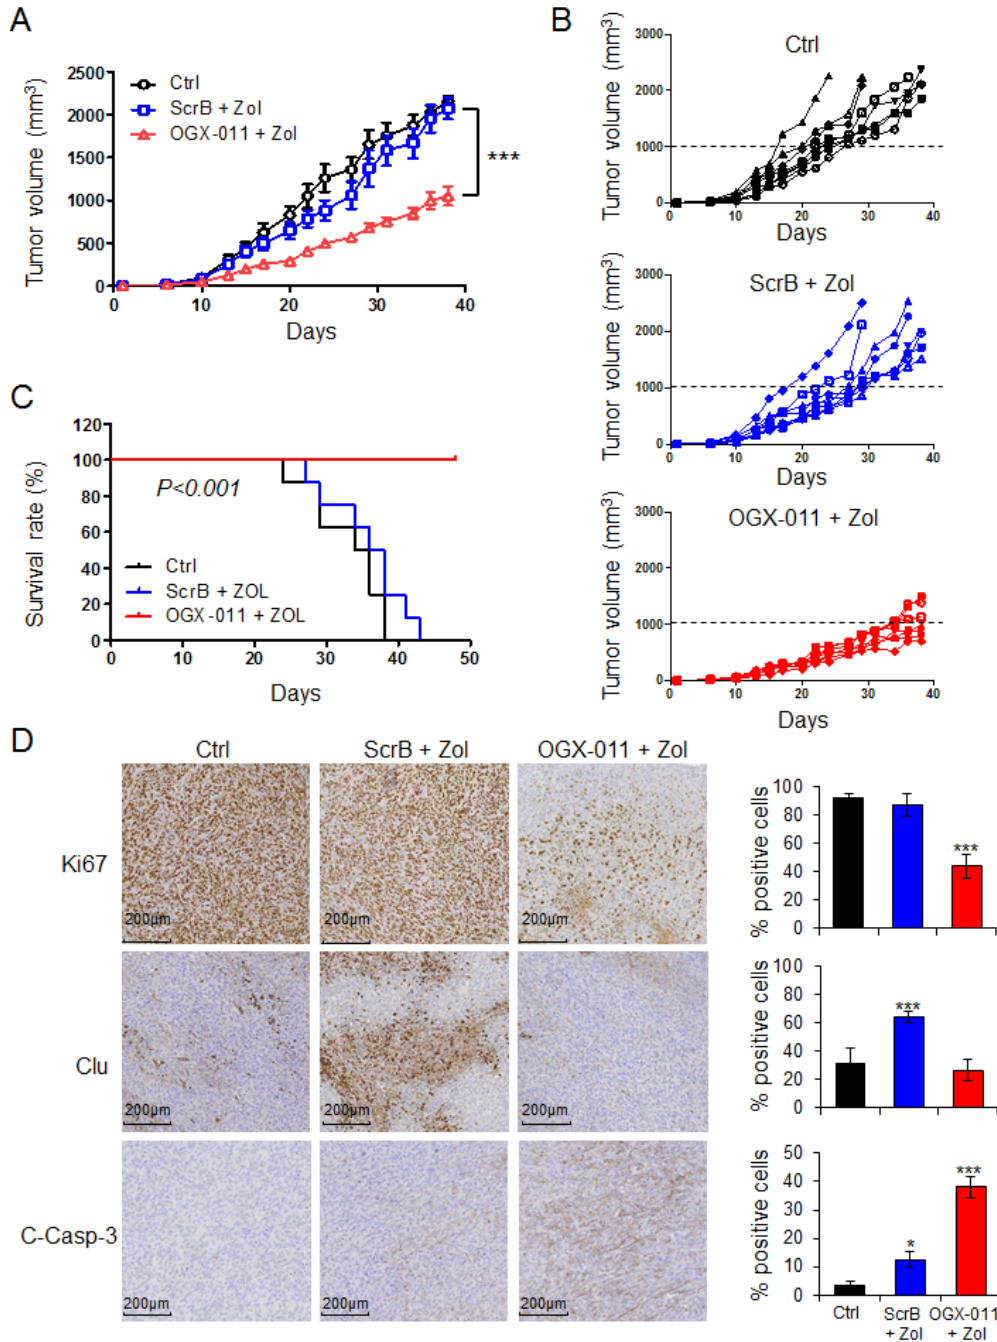 A
Ctrl
ScrB + Zol
OGX-011 + Zol
Tumor volume (mm³)
2500
2000
1500
1000
500
0
***
0
10
20
30
40
Days
B
Ctrl
Tumor volume (mm³)
3000
2000
1000
0
0
10
20
30
40
Days
ScrB + Zol
Tumor volume (mm³)
3000
2000
1000
0
0
10
20
30
40
Days
OGX-011 + Zol
Tumor volume (mm³)
3000
2000
1000
0
0
10
20
30
40
Days
C
Survival rate (%)
120
100
80
60
40
20
0
P<0.001
Ctrl
ScrB + ZOL
OGX-011 + ZOL
0
10
20
30
40
50
Days
D
Ctrl
ScrB + Zol
OGX-011 + Zol
Ki67
200µm
200µm
200µm
% positive cells
100
80
60
40
20
0
***
Clu
200µm
200µm
200µm
% positive cells
100
80
60
40
20
0
***
C-Casp-3
200µm
200µm
200µm
% positive cells
50
40
30
20
10
0
*
***
Ctrl
ScrB
+ Zol
OGX-011
+ Zol